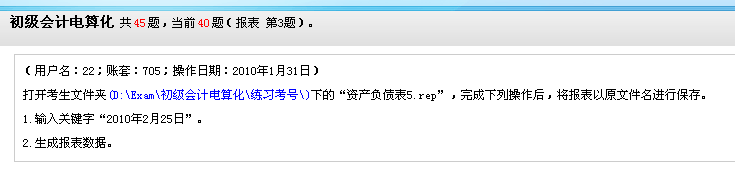 初级会计电算化 共45题，当前40题（报表 第3题）。
（用户名：22；账套：705；操作日期：2010年1月31日）
打开考生文件夹(D:\Exam\初级会计电算化\练习考号\)下的“资产负债表5.rep”，完成下列操作后，将报表以原文件名进行保存。
1.输入关键字“2010年2月25日”。
2.生成报表数据。